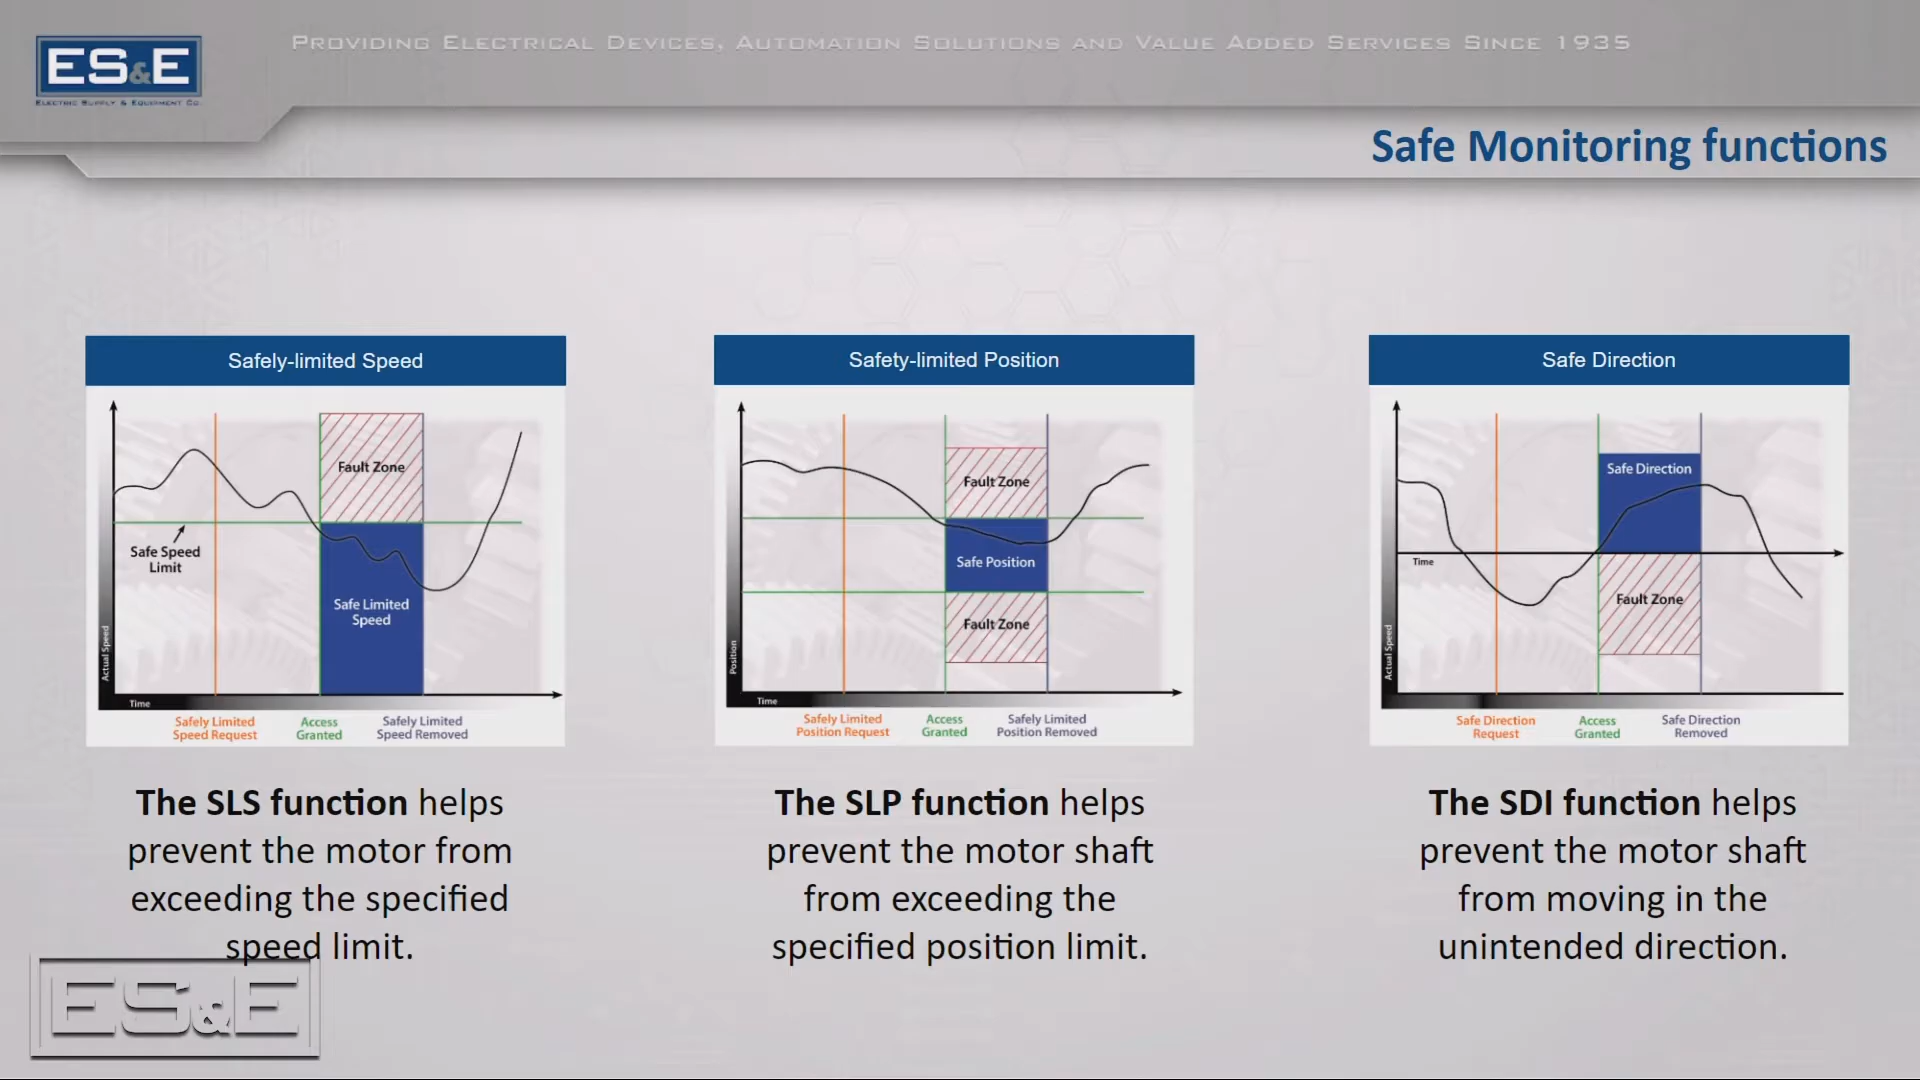 ES&E
ELECTRIC SUPPLY & EQUIPMENT CO.
PROVIDING ELECTRICAL DEVICES, AUTOMATION SOLUTIONS AND VALUE ADDED SERVICES SINCE 1935
Safe Monitoring functions
Safely-limited Speed
Fault Zone
Safe Speed
Limit
Safe Limited
Speed
Actual Speed
Time
Safely Limited
Speed Request
Access
Granted
Safely Limited
Speed Removed
The SLS function helps
prevent the motor from
exceeding the specified
speed limit.
Safety-limited Position
Fault Zone
Safe Position
Fault Zone
Position
Time
Safely Limited
Position Request
Access
Granted
Safely Limited
Position Removed
The SLP function helps
prevent the motor shaft
from exceeding the
specified position limit.
Safe Direction
Safe Direction
Time
Fault Zone
Actual Speed
Safe Direction
Request
Access
Granted
Safe Direction
Removed
The SDI function helps
prevent the motor shaft
from moving in the
unintended direction.
ES&E